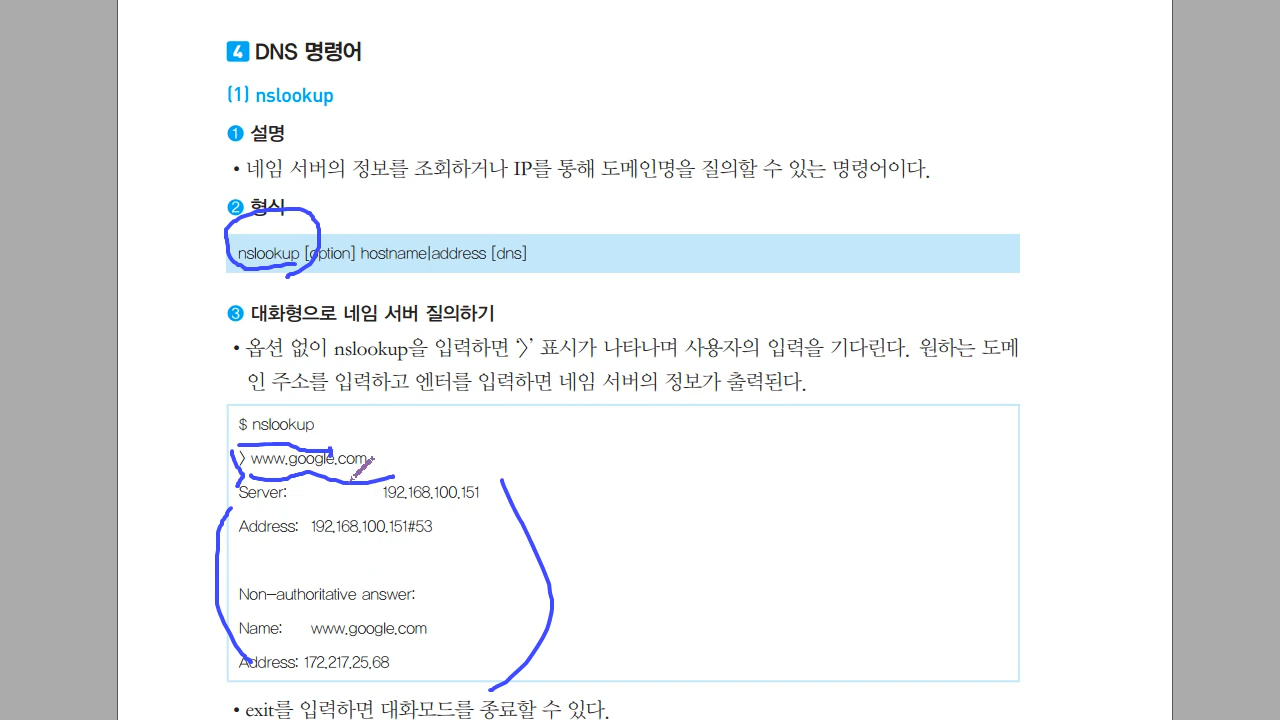 4 DNS 명령어
(1) nslookup
1 설명
• 네임 서버의 정보를 조회하거나 IP를 통해 도메인명을 질의할 수 있는 명령어이다.
2 형식
nslookup [option] hostname|address [dns]
3 대화형으로 네임 서버 질의하기
• 옵션 없이 nslookup을 입력하면 '〉' 표시가 나타나며 사용자의 입력을 기다린다. 원하는 도메
인 주소를 입력하고 엔터를 입력하면 네임 서버의 정보가 출력된다.
$ nslookup
〉 www.google.com
Server: 192.168.100.151
Address: 192.168.100.151#53
Non-authoritative answer:
Name: www.google.com
Address: 172.217.25.68
• exit를 입력하면 대화모드를 종료할 수 있다.